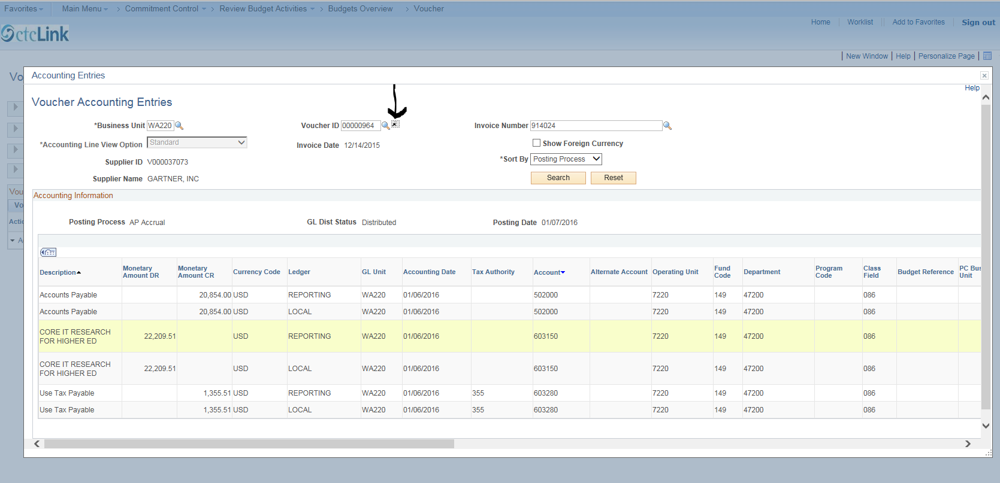 Favorites Main Menu > Commitment Control > Review Budget Activities > Budgets Overview > Voucher
ctcLink
Home Worklist Add to Favorites Sign out
New Window Help Personalize Page
Vo
Accounting Entries
Help
Voucher Accounting Entries
*Business Unit WA220 Voucher ID 00000964 Invoice Number 914024
*Accounting Line View Option Standard Invoice Date 12/14/2015 Show Foreign Currency
Supplier ID V000037073 *Sort By Posting Process
Supplier Name GARTNER, INC Search Reset
Vou
Accounting Information
Vo
Posting Process AP Accrual GL Dist Status Distributed Posting Date 01/07/2016
Actio
A
Description Monetary Amount DR Monetary Amount CR Currency Code Ledger GL Unit Accounting Date Tax Authority Account Alternate Account Operating Unit Fund Code Department Program Code Class Field Budget Reference PC Bus Unit
Accounts Payable 20,854.00 USD REPORTING WA220 01/06/2016 502000 7220 149 47200 086
Accounts Payable 20,854.00 USD LOCAL WA220 01/06/2016 502000 7220 149 47200 086
CORE IT RESEARCH FOR HIGHER ED 22,209.51 USD REPORTING WA220 01/06/2016 603150 7220 149 47200 086
CORE IT RESEARCH FOR HIGHER ED 22,209.51 USD LOCAL WA220 01/06/2016 603150 7220 149 47200 086
Use Tax Payable 1,355.51 USD REPORTING WA220 01/06/2016 355 603280 7220 149 47200 086
Use Tax Payable 1,355.51 USD LOCAL WA220 01/06/2016 355 603280 7220 149 47200 086